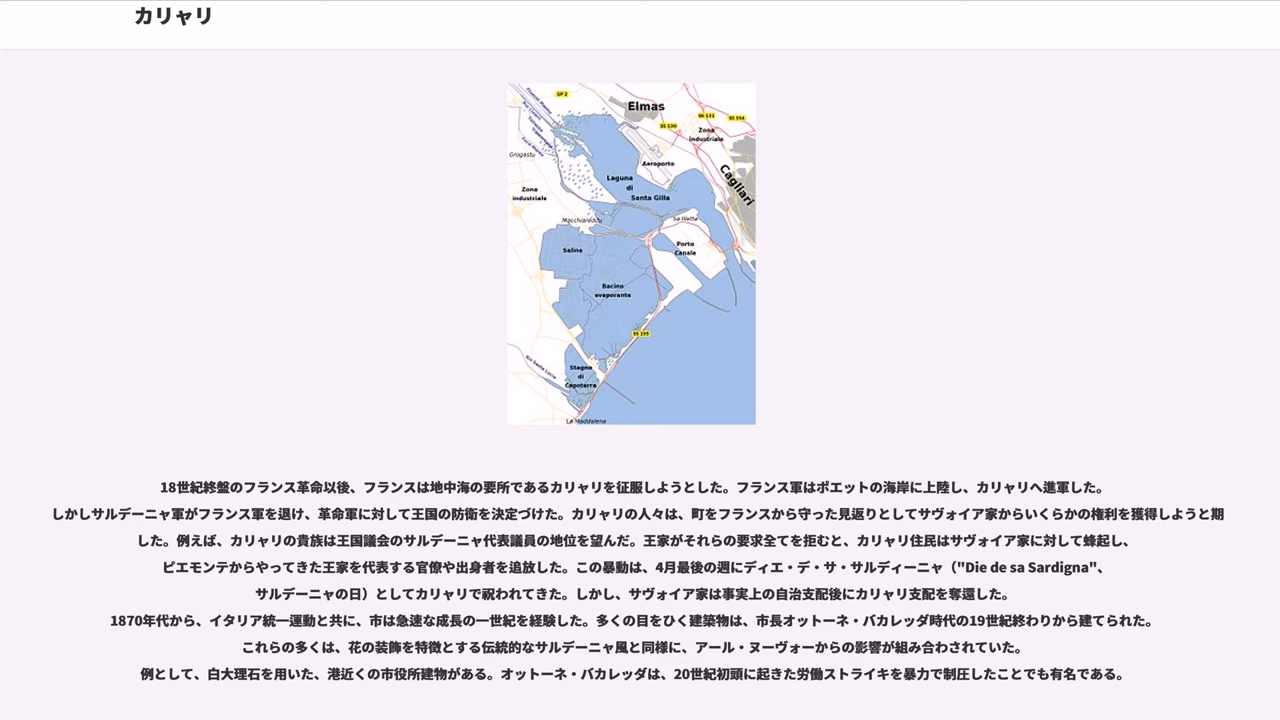 カリャリ
SP 2
Elmas
SS 131
SS 554
SS 130
Zona
industriale
Grogastu
Aeroporto
Cagliari
Laguna
di
Santa Gilla
Zona
industriale
Macchiareddu
Sa Illetta
Saline
Porto
Canale
Bacino
evaporante
SS 195
Rio Santa Lucia
Stagno
di
Capoterra
La Maddalena
18世紀終盤のフランス革命以後、フランスは地中海の要所であるカリャリを征服しようとした。フランス軍はポエットの海岸に上陸し、カリャリへ進軍した。
しかしサルデーニャ軍がフランス軍を退け、革命軍に対して王国の防衛を決定づけた。カリャリの人々は、町をフランスから守った見返りとしてサヴォイア家からいくらかの権利を獲得しようと期
した。例えば、カリャリの貴族は王国議会のサルデーニャ代表議員の地位を望んだ。王家がそれらの要求全てを拒むと、カリャリ住民はサヴォイア家に対して蜂起し、
ピエモンテからやってきた王家を代表する官僚や出身者を追放した。この暴動は、4月最後の週にディエ・デ・サ・サルディーニャ（"Die de sa Sardigna"、
サルデーニャの日）としてカリャリで祝われてきた。しかし、サヴォイア家は事実上の自治支配後にカリャリ支配を奪還した。
1870年代から、イタリア統一運動と共に、市は急速な成長の一世紀を経験した。多くの目をひく建築物は、市長オットーネ・バカレッダ時代の19世紀終わりから建てられた。
これらの多くは、花の装飾を特徴とする伝統的なサルデーニャ風と同様に、アール・ヌーヴォーからの影響が組み合わされていた。
例として、白大理石を用いた、港近くの市役所建物がある。オットーネ・バカレッダは、20世紀初頭に起きた労働ストライキを暴力で制圧したことでも有名である。